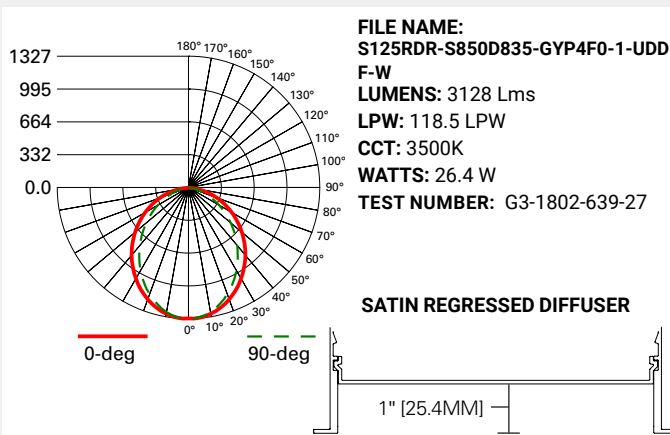 1327
995
664
332
0.0
180° 170° 160° 150° 140° 130° 120° 110° 100° 90° 80° 70° 60° 50° 40° 30° 20° 10° 0°
0-deg
90-deg
FILE NAME:
S125RDR-S850D835-GYP4F0-1-UDD
F-W
LUMENS: 3128 Lms
LPW: 118.5 LPW
CCT: 3500K
WATTS: 26.4 W
TEST NUMBER: G3-1802-639-27
SATIN REGRESSED DIFFUSER
1" [25.4MM]